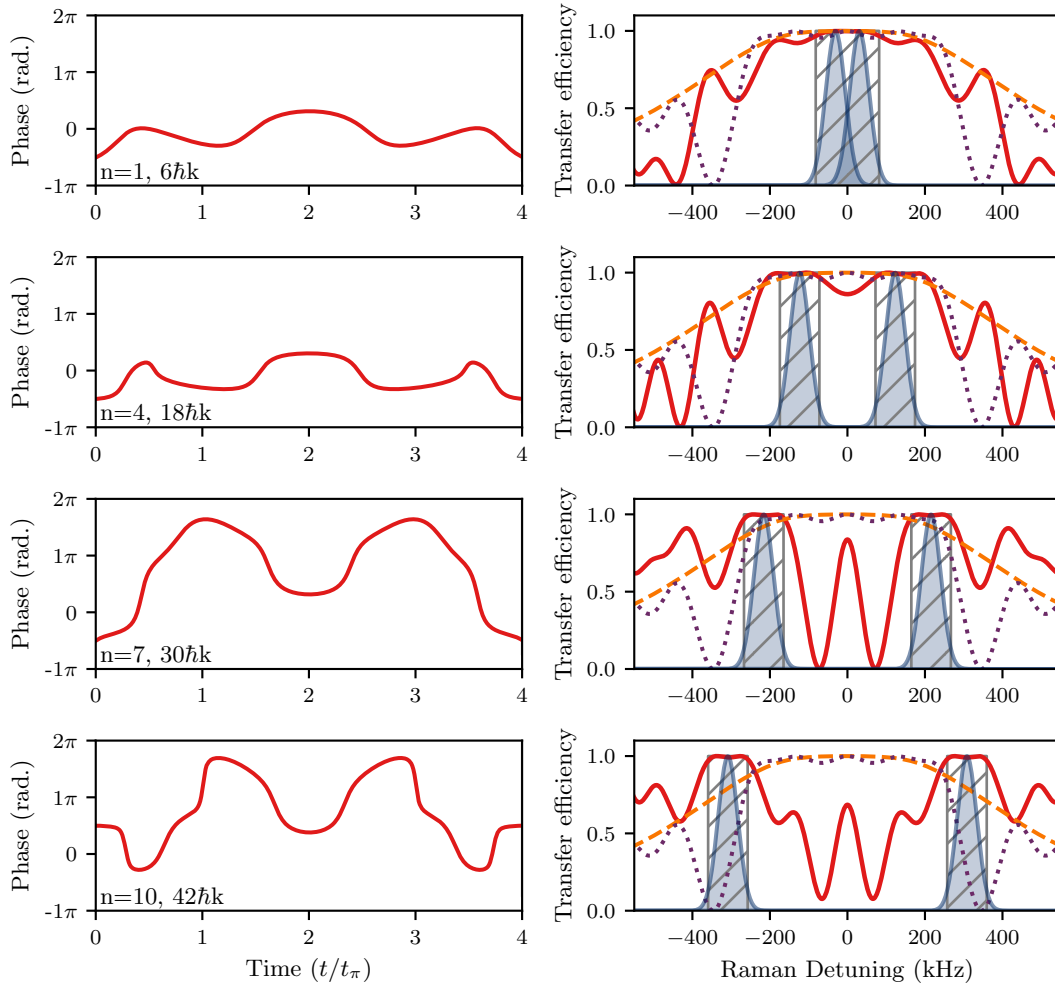 Phase (rad.)
2π
1π
0
-1π
n=1, 6ħk
0 1 2 3 4
Transfer efficiency
1.0
0.5
0.0
−400 −200 0 200 400
Phase (rad.)
2π
1π
0
-1π
n=4, 18ħk
0 1 2 3 4
Transfer efficiency
1.0
0.5
0.0
−400 −200 0 200 400
Phase (rad.)
2π
1π
0
-1π
n=7, 30ħk
0 1 2 3 4
Transfer efficiency
1.0
0.5
0.0
−400 −200 0 200 400
Phase (rad.)
2π
1π
0
-1π
n=10, 42ħk
0 1 2 3 4
Time (t/tπ)
Transfer efficiency
1.0
0.5
0.0
−400 −200 0 200 400
Raman Detuning (kHz)